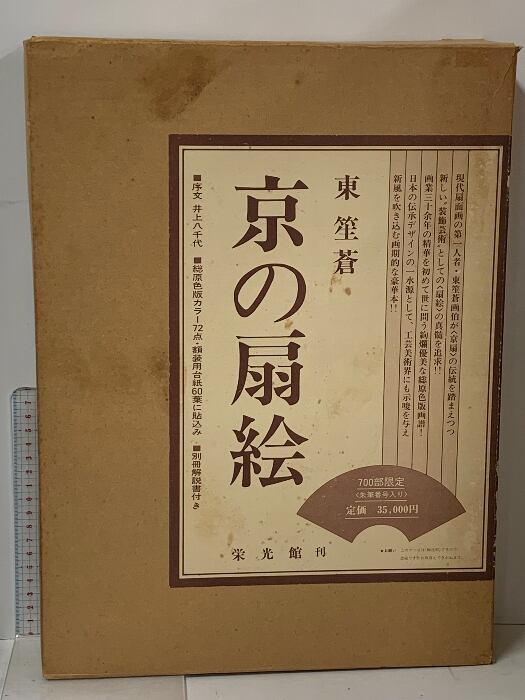 現代扇面画の第一人者・東笙蒼画伯が〈京扇〉の伝統を踏まえつつ
新しい“装飾芸術”としての〈扇絵〉の真髄を追求!!
画業三十余年の精華を初めて世に問う絢爛優美な総原色版画譜!
日本の伝承デザインの一水源として、工芸美術界にも示唆を与え
新風を吹き込む画期的な豪華本!!
東笙蒼
京の扇絵
■序文 井上八千代 ■総原色版カラー72点・額装用台紙60葉に貼込み ■別冊解説書付き
700部限定
〈朱筆番号入り〉
定価 35,000円
栄光館刊